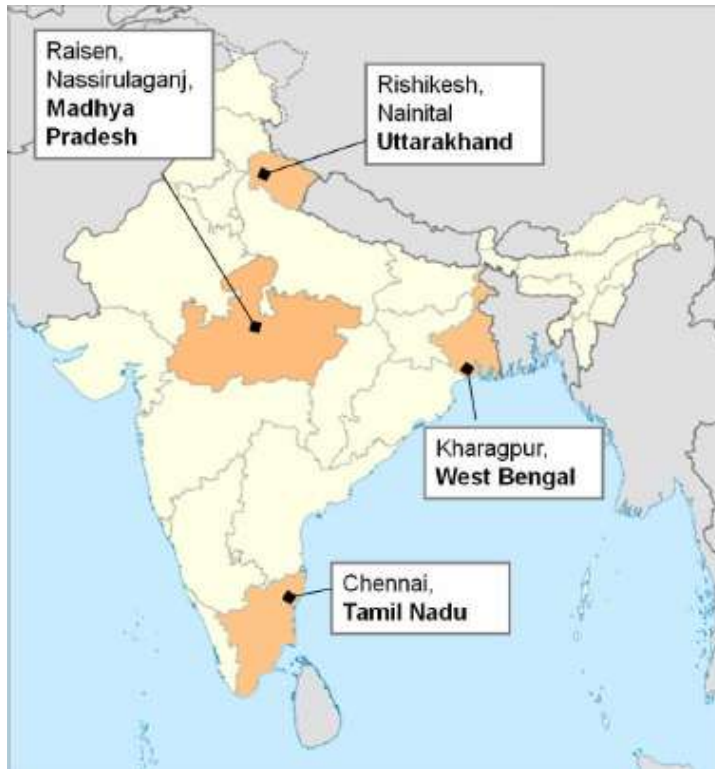 Raisen,
Nassirulaganj,
Madhya
Pradesh
Rishikesh,
Nainital
Uttarakhand
Kharagpur,
West Bengal
Chennai,
Tamil Nadu